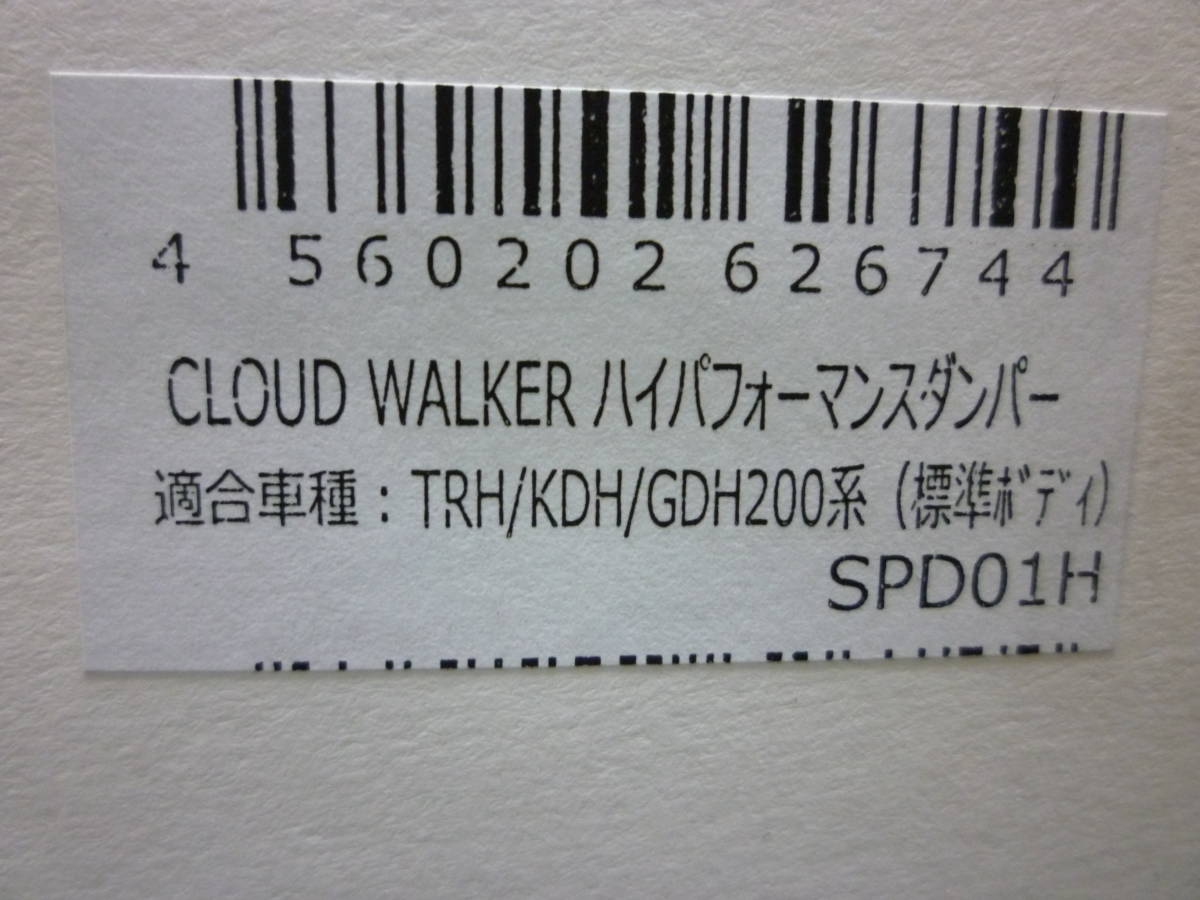 4 560202 626744
CLOUD WALKER ハイパフォーマンスダンパー
適合車種：TRH/KDH/GDH200系（標準ﾎﾞディ）
SPD01H